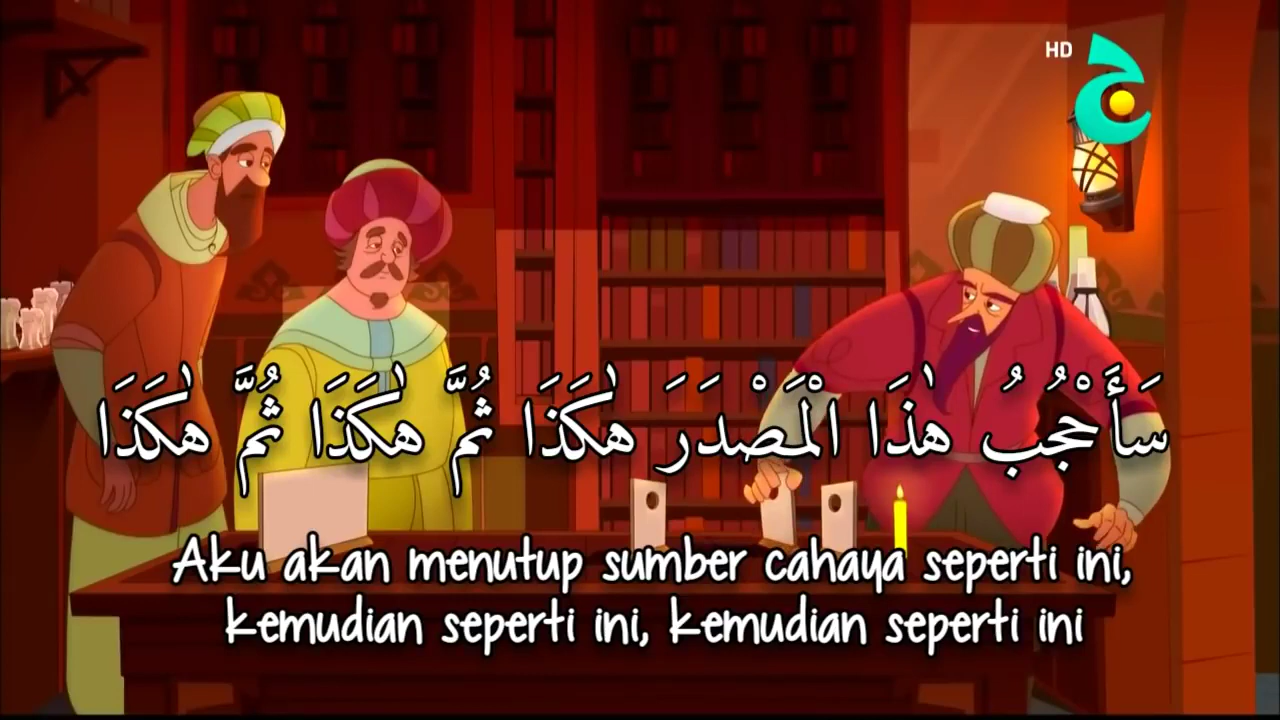 HD
سَأَحْجُبُ هٰذَا الْمَصْدَرَ هٰكَذَا ثُمَّ هٰكَذَا ثُمَّ هٰكَذَا
Aku akan menutup sumber cahaya seperti ini,
kemudian seperti ini, kemudian seperti ini